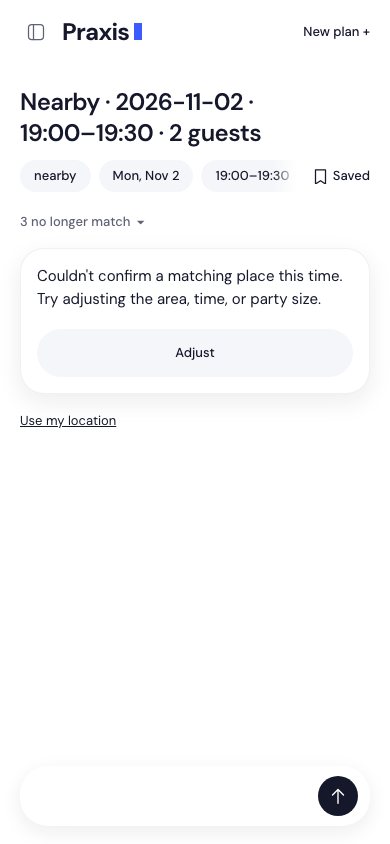 Praxis
New plan +
Nearby · 2026-11-02 ·
19:00–19:30 · 2 guests
nearby
Mon, Nov 2
19:00–19:30
Saved
3 no longer match
Couldn't confirm a matching place this time.
Try adjusting the area, time, or party size.
Adjust
Use my location